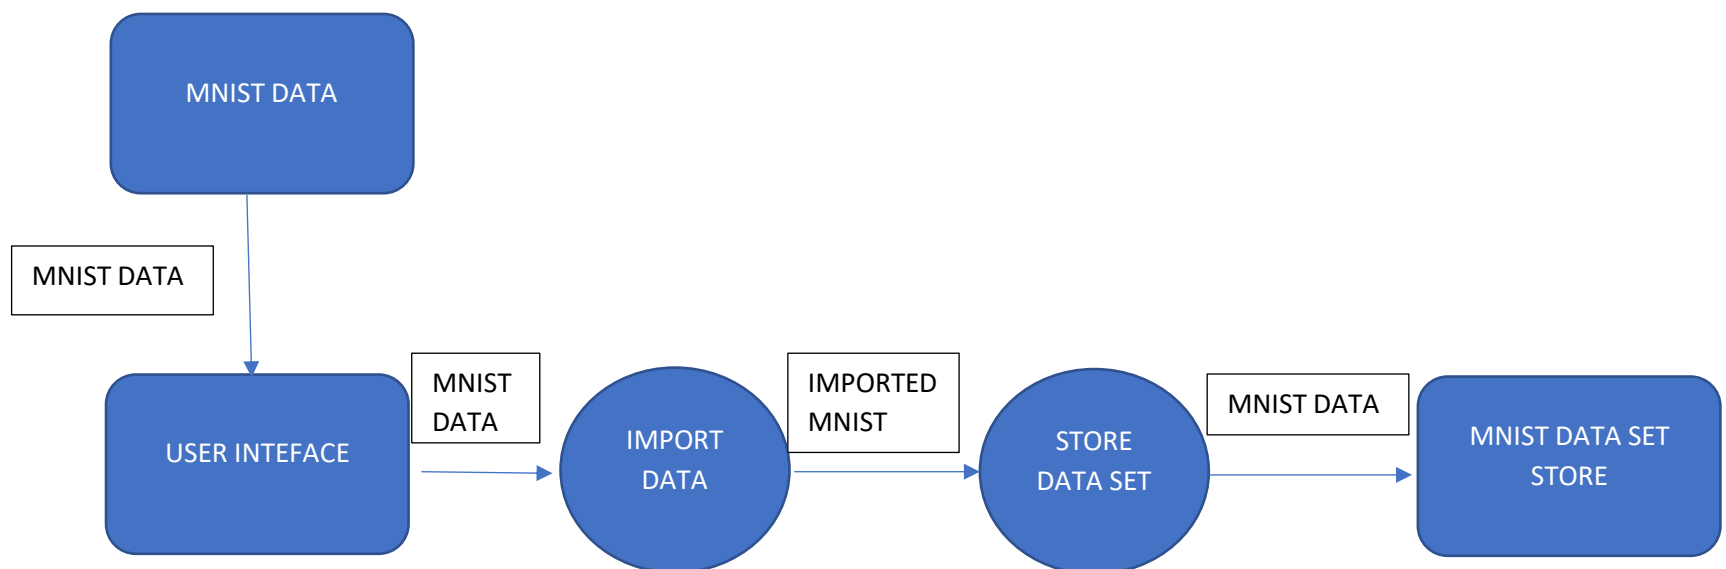 MNIST DATA
MNIST DATA
USER INTEFACE
MNIST
DATA
IMPORT
DATA
IMPORTED
MNIST
STORE
DATA SET
MNIST DATA
MNIST DATA SET
STORE